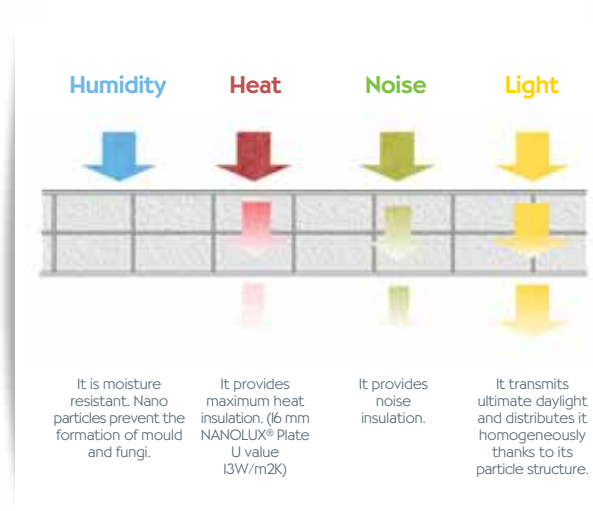 Humidity
Heat
Noise
Light
It is moisture
resistant. Nano
particles prevent the
formation of mould
and fungi.
It provides
maximum heat
insulation. (16 mm
NANOLUX® Plate
U value
13W/m2K)
It provides
noise
insulation.
It transmits
ultimate daylight
and distributes it
homogeneously
thanks to its
particle structure.